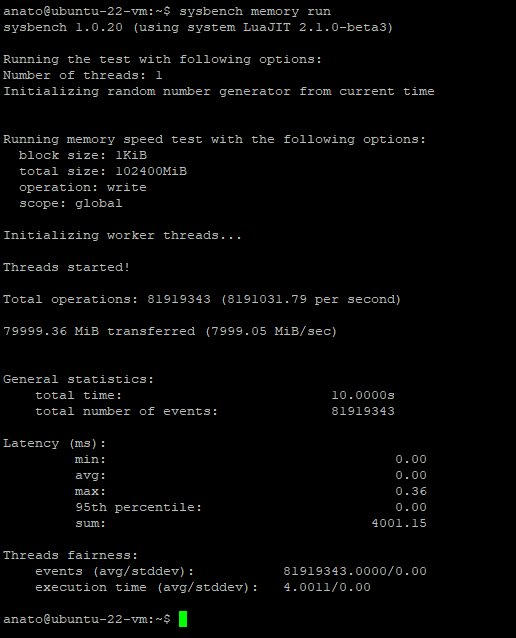 anato@ubuntu-22-vm:~$ sysbench memory run
sysbench 1.0.20 (using system LuaJIT 2.1.0-beta3)
Running the test with following options:
Number of threads: 1
Initializing random number generator from current time
Running memory speed test with the following options:
  block size: 1KiB
  total size: 102400MiB
  operation: write
  scope: global
Initializing worker threads...
Threads started!
Total operations: 81919343 (8191031.79 per second)
79999.36 MiB transferred (7999.05 MiB/sec)
General statistics:
    total time:                          10.0000s
    total number of events:              81919343
Latency (ms):
         min:                                    0.00
         avg:                                    0.00
         max:                                    0.36
         95th percentile:                        0.00
         sum:                                 4001.15
Threads fairness:
    events (avg/stddev):           81919343.0000/0.00
    execution time (avg/stddev):   4.0011/0.00
anato@ubuntu-22-vm:~$